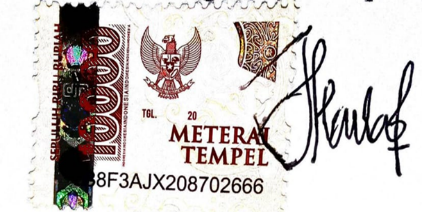 SEPULUH RIBU RUPIAH
10000
TGL. 20
METERAI
TEMPEL
8F3AJX208702666